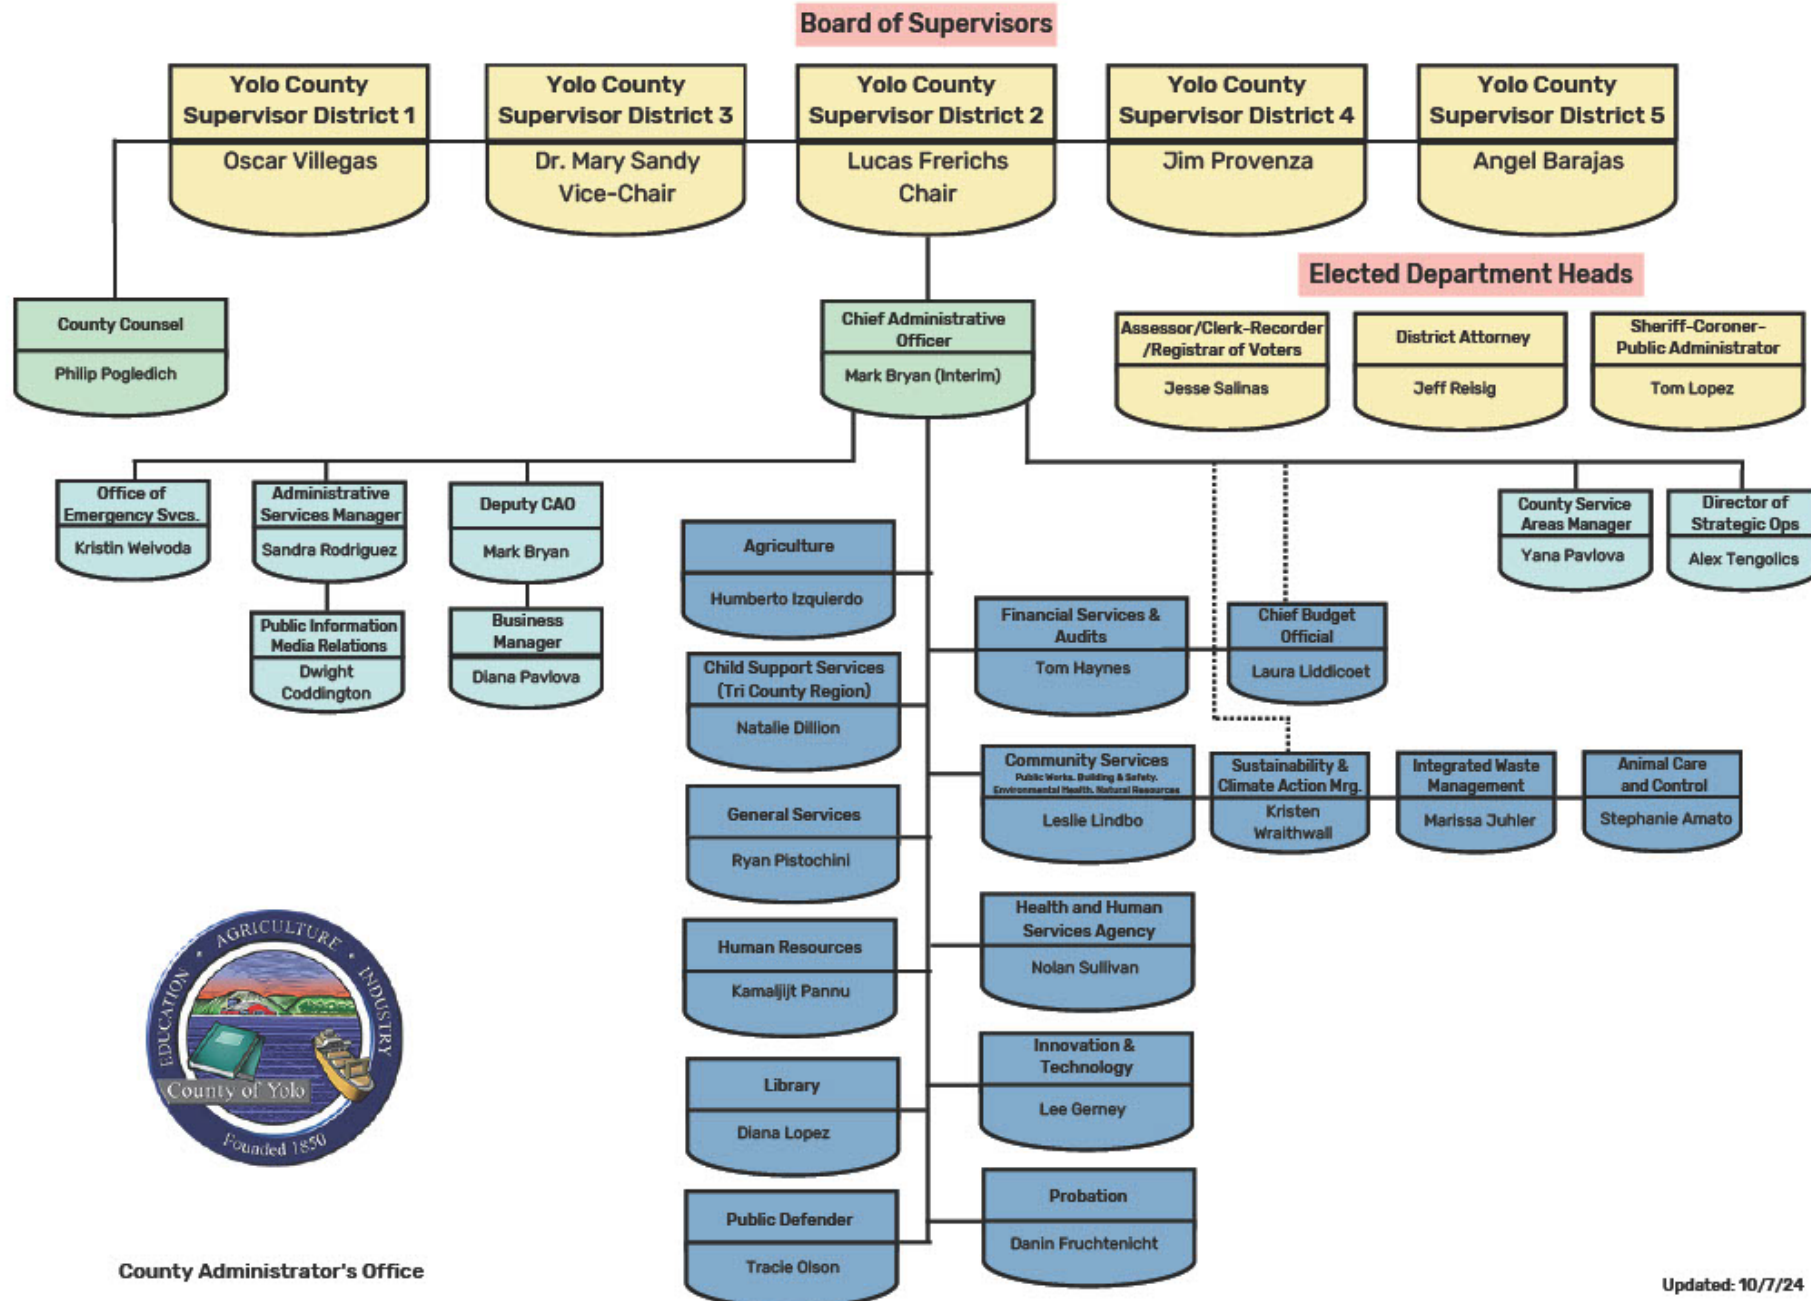 Board of Supervisors
Yolo County
Supervisor District 1
Oscar Villegas
Yolo County
Supervisor District 3
Dr. Mary Sandy
Vice-Chair
Yolo County
Supervisor District 2
Lucas Frerichs
Chair
Yolo County
Supervisor District 4
Jim Provenza
Yolo County
Supervisor District 5
Angel Barajas
Elected Department Heads
County Counsel
Philip Pogledich
Chief Administrative
Officer
Mark Bryan (Interim)
Assessor/Clerk-Recorder
/Registrar of Voters
Jesse Salinas
District Attorney
Jeff Reisig
Sheriff-Coroner-
Public Administrator
Tom Lopez
Office of
Emergency Svcs.
Kristin Weivoda
Administrative
Services Manager
Sandra Rodriguez
Deputy CAO
Mark Bryan
County Service
Areas Manager
Yana Pavlova
Director of
Strategic Ops
Alex Tengolics
Public Information
Media Relations
Dwight
Coddington
Business
Manager
Diana Pavlova
Agriculture
Humberto Izquierdo
Financial Services &
Audits
Tom Haynes
Chief Budget
Official
Laura Liddicoet
Child Support Services
(Tri County Region)
Natalie Dillion
Community Services
Public Works. Building & Safety.
Environmental Health. Natural Resources
Leslie Lindbo
Sustainability &
Climate Action Mrg.
Kristen
Wraithwall
Integrated Waste
Management
Marissa Juhler
Animal Care
and Control
Stephanie Amato
General Services
Ryan Pistochini
Health and Human
Services Agency
Nolan Sullivan
Human Resources
Kamaljijt Pannu
Innovation &
Technology
Lee Gerney
Library
Diana Lopez
Probation
Danin Fruchtenicht
Public Defender
Tracie Olson
EDUCATION • AGRICULTURE • INDUSTRY
County of Yolo
Founded 1850
County Administrator's Office
Updated: 10/7/24